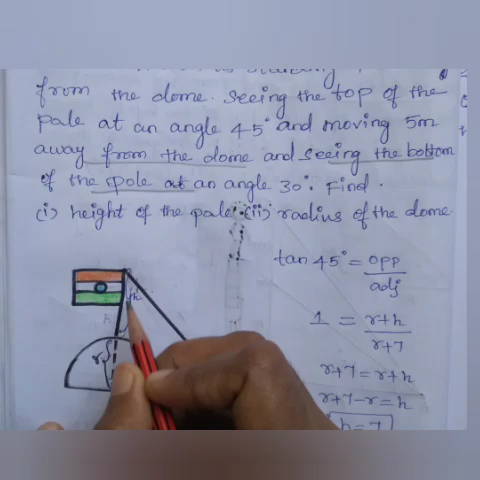 from the dome. Seeing the top of the
pole at an angle 45° and moving 5m
away from the dome and seeing the bottom
of the pole at an angle 30°. Find.
(i) height of the pole (ii) radius of the dome
tan 45° = opp
adj
1 = r+h
r+7
r+7 = r+h
r+7-r = h
h = 7
h
r